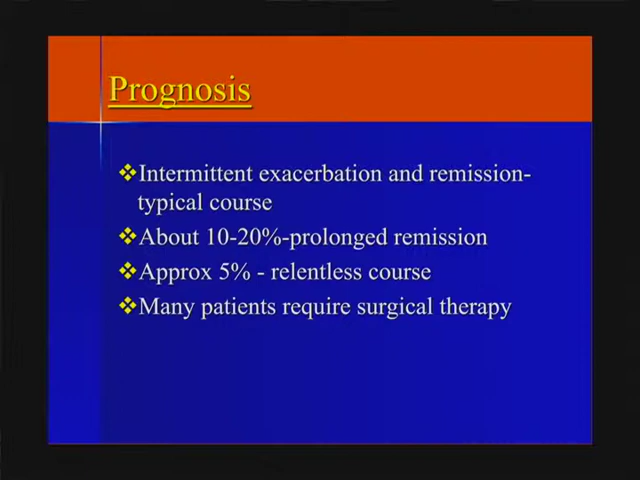 Prognosis
❖Intermittent exacerbation and remission-
typical course
❖About 10-20%-prolonged remission
❖Approx 5% - relentless course
❖Many patients require surgical therapy